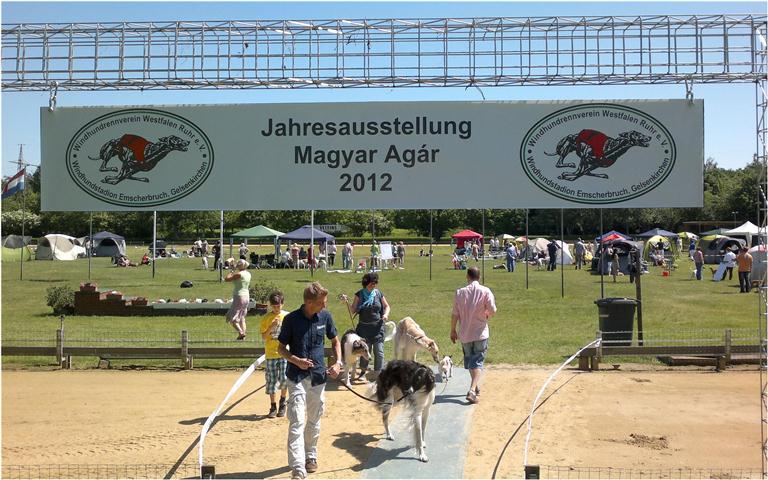 Windhundrennverein Westfalen Ruhr e.V.
Windhundstadion Emscherbruch, Gelsenkirchen
Jahresausstellung
Magyar Agár
2012
Windhundrennverein Westfalen Ruhr e.V.
Windhundstadion Emscherbruch, Gelsenkirchen